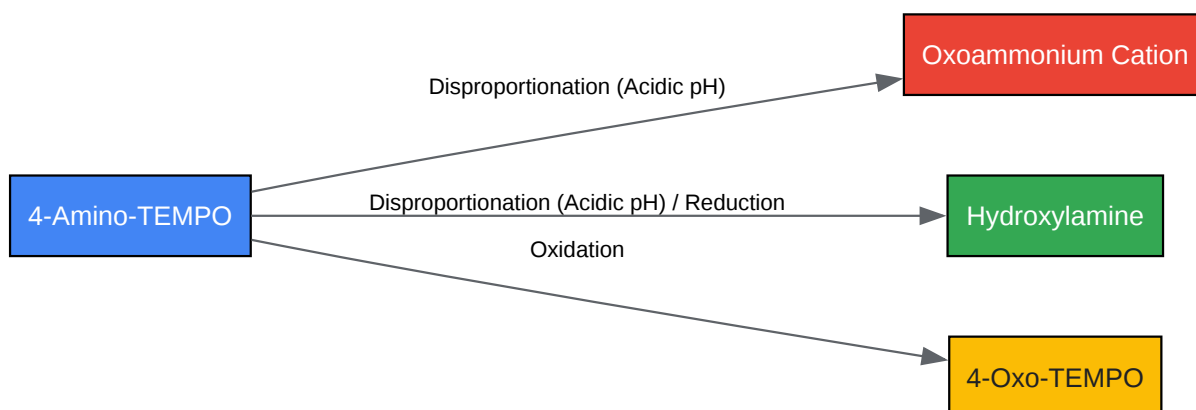 Oxoammonium Cation
Disproportionation (Acidic pH)
4-Amino-TEMPO
Disproportionation (Acidic pH) / Reduction
Hydroxylamine
Oxidation
4-Oxo-TEMPO